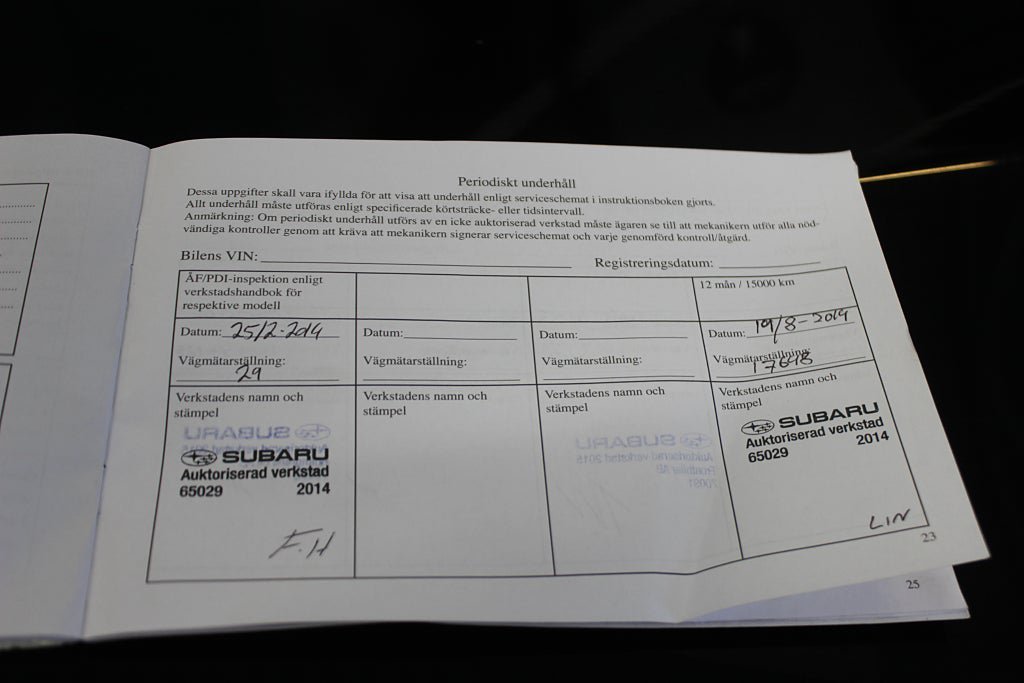 Periodiskt underhåll
Dessa uppgifter skall vara ifyllda för att visa att underhåll enligt serviceschemat i instruktionsboken gjorts.
Allt underhåll måste utföras enligt specificerade körtsträcke- eller tidsintervall.
Anmärkning: Om periodiskt underhåll utförs av en icke auktoriserad verkstad måste ägaren se till att mekanikern utför alla nöd-
vändiga kontroller genom att kräva att mekanikern signerar serviceschemat och varje genomförd kontroll/åtgärd.
Bilens VIN: Registreringsdatum:
ÅF/PDI-inspektion enligt
verkstadshandbok för
respektive modell
Datum: 25/2-2014
Vägmätarställning:
29
Verkstadens namn och
stämpel
SUBARU
SUBARU
Auktoriserad verkstad
65029 2014
F.H
Datum:
Vägmätarställning:
Verkstadens namn och
stämpel
Datum:
Vägmätarställning:
Verkstadens namn och
stämpel
SUBARU
12 mån / 15000 km
Datum: 19/8-2014
Vägmätarställning:
17618
Verkstadens namn och
stämpel
SUBARU
Auktoriserad verkstad
65029 2014
LIN
23
25